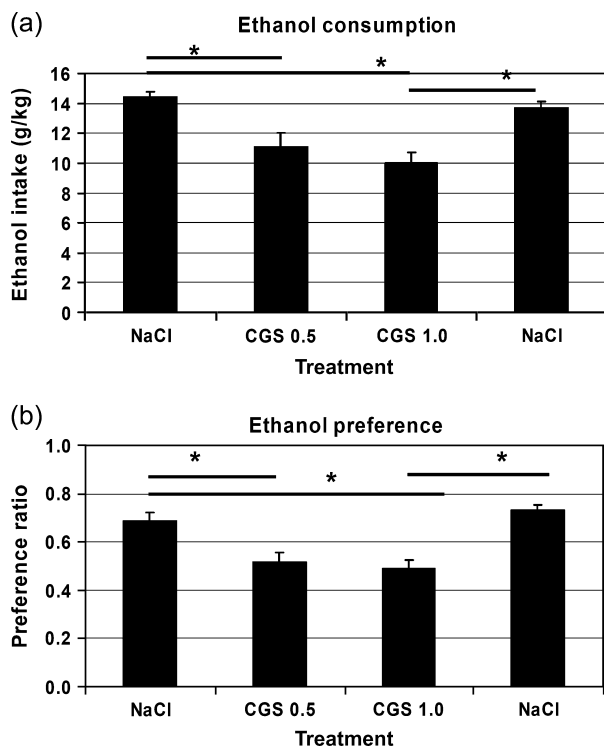 (a)
Ethanol consumption
* * *
Ethanol intake (g/kg)
16
14
12
10
8
6
4
2
0
NaCl CGS 0.5 CGS 1.0 NaCl
Treatment
(b)
Ethanol preference
* * *
Preference ratio
1.0
0.8
0.6
0.4
0.2
0.0
NaCl CGS 0.5 CGS 1.0 NaCl
Treatment